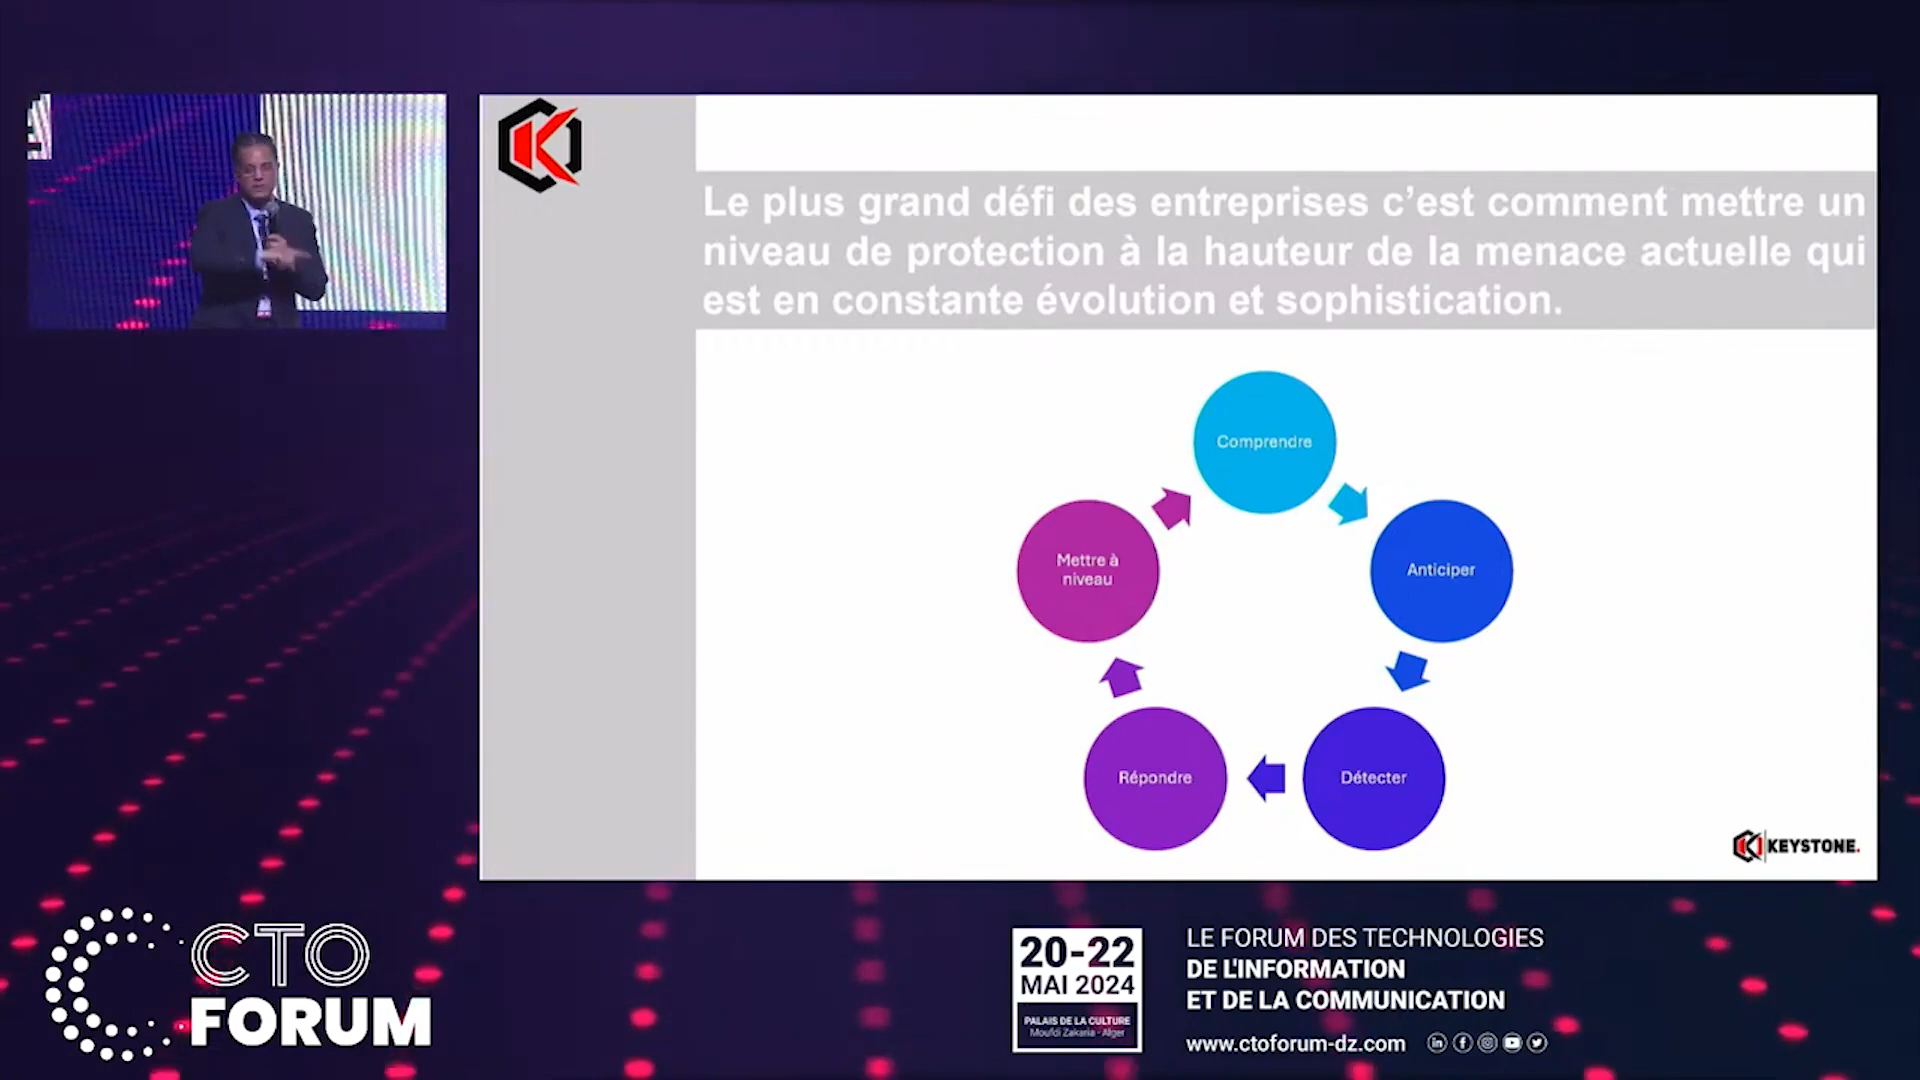 Le plus grand défi des entreprises c’est comment mettre un
niveau de protection à la hauteur de la menace actuelle qui
est en constante évolution et sophistication.
Comprendre
Anticiper
Détecter
Répondre
Mettre à
niveau
KEYSTONE.
CTO
FORUM
20-22
MAI 2024
PALAIS DE LA CULTURE
Moufdi Zakaria - Alger
LE FORUM DES TECHNOLOGIES
DE L'INFORMATION
ET DE LA COMMUNICATION
www.ctoforum-dz.com